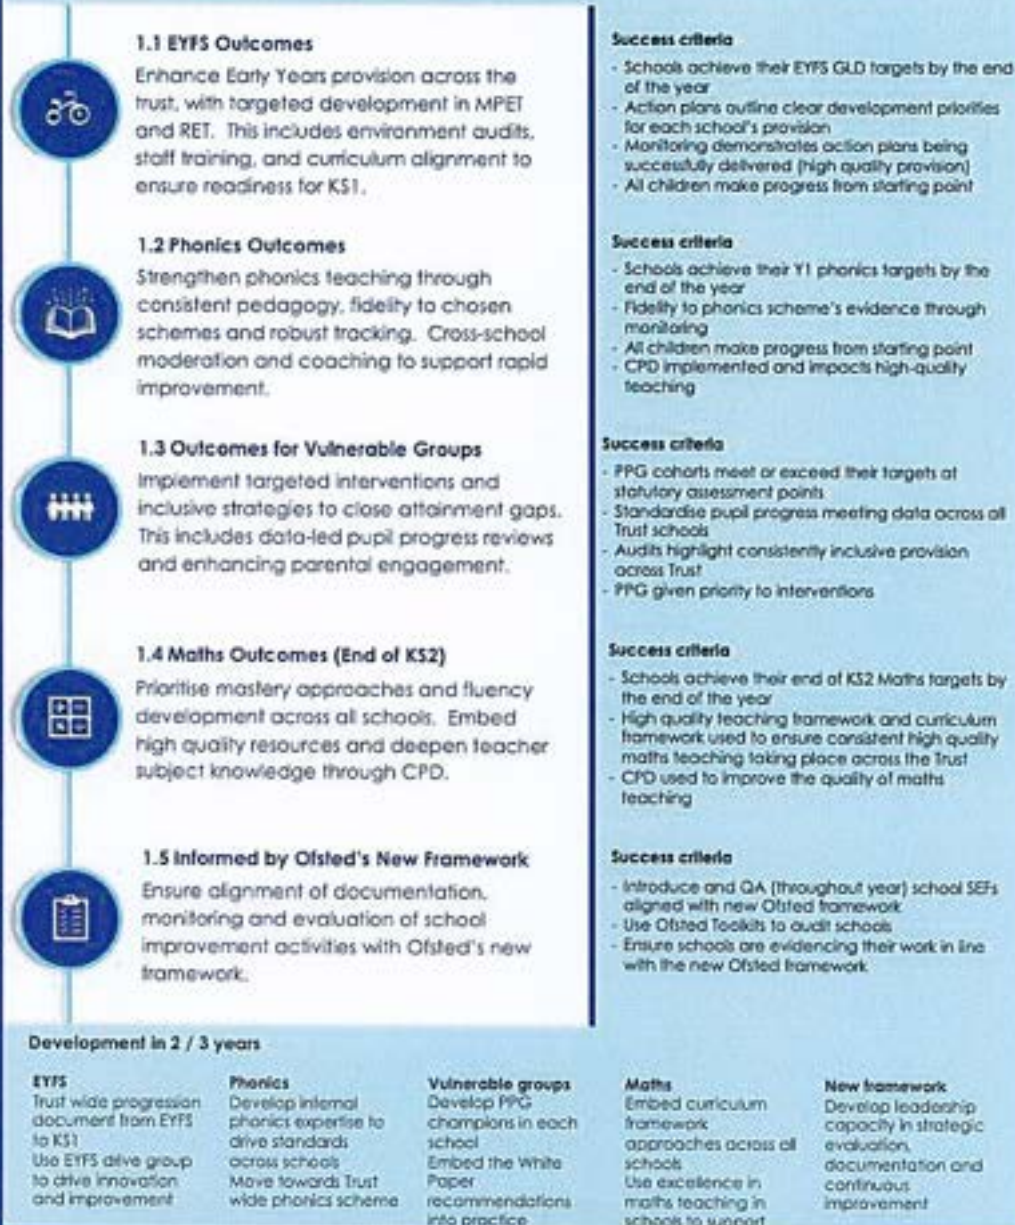 1.1 EYFS Outcomes
Enhance Early Years provision across the
trust, with targeted development in MPET
and RET. This includes environment audits,
staff training, and curriculum alignment to
ensure readiness for KS1.
Success criteria
- Schools achieve their EYFS GLD targets by the end
of the year
- Action plans outline clear development priorities
for each school's provision
- Monitoring demonstrates action plans being
successfully delivered (high quality provision)
- All children make progress from starting point
1.2 Phonics Outcomes
Strengthen phonics teaching through
consistent pedagogy, fidelity to chosen
schemes and robust tracking. Cross-school
moderation and coaching to support rapid
improvement.
Success criteria
- Schools achieve their Y1 phonics targets by the
end of the year
- Fidelity to phonics scheme's evidence through
monitoring
- All children make progress from starting point
- CPD implemented and impacts high-quality
teaching
1.3 Outcomes for Vulnerable Groups
Implement targeted interventions and
inclusive strategies to close attainment gaps.
This includes data-led pupil progress reviews
and enhancing parental engagement.
Success criteria
- PPG cohorts meet or exceed their targets at
statutory assessment points
- Standardise pupil progress meeting data across all
Trust schools
- Audits highlight consistently inclusive provision
across Trust
- PPG given priority to interventions
1.4 Maths Outcomes (End of KS2)
Prioritise mastery approaches and fluency
development across all schools. Embed
high quality resources and deepen teacher
subject knowledge through CPD.
Success criteria
- Schools achieve their end of KS2 Maths targets by
the end of the year
- High quality teaching framework and curriculum
framework used to ensure consistent high quality
maths teaching taking place across the Trust
- CPD used to improve the quality of maths
teaching
1.5 Informed by Ofsted's New Framework
Ensure alignment of documentation,
monitoring and evaluation of school
improvement activities with Ofsted's new
framework.
Success criteria
- Introduce and QA (throughout year) school SEFs
aligned with new Ofsted framework
- Use Ofsted Toolkits to audit schools
- Ensure schools are evidencing their work in line
with the new Ofsted framework
Development in 2 / 3 years
EYFS
Trust wide progression
document from EYFS
to KS1
Use EYFS drive group
to drive innovation
and improvement
Phonics
Develop internal
phonics expertise to
drive standards
across schools
Move towards Trust
wide phonics scheme
Vulnerable groups
Develop PPG
champions in each
school
Embed the White
Paper
recommendations
into practice
Maths
Embed curriculum
framework
approaches across all
schools
Use excellence in
maths teaching in
schools to support
New framework
Develop leadership
capacity in strategic
evaluation,
documentation and
continuous
improvement